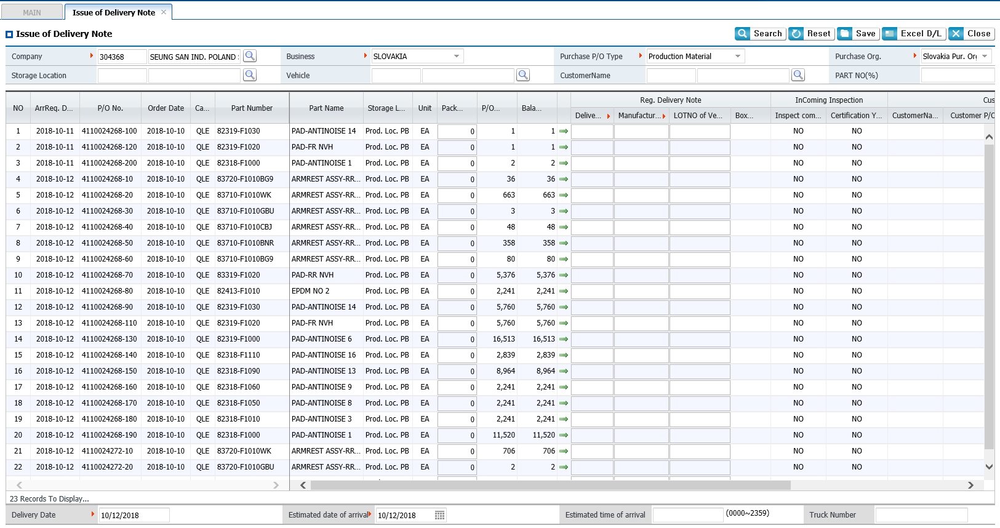 MAIN
Issue of Delivery Note ×
Issue of Delivery Note
Search Reset Save Excel D/L Close
Company 304368 SEUNG SAN IND. POLAND Business SLOVAKIA Purchase P/O Type Production Material Purchase Org. Slovakia Pur. Org
Storage Location Vehicle CustomerName PART NO(%)
Reg. Delivery Note InComing Inspection Cus
NO ArrReq. D... P/O No. Order Date Ca... Part Number Part Name Storage L... Unit Pack... P/O... Bala...
Delive... Manufactur... LOTNO of Ve... Box... Inspect com... Certification Y... CustomerNa... Customer P/O
1 2018-10-11 4110024268-100 2018-10-10 QLE 82319-F1030 PAD-ANTINOISE 14 Prod. Loc. PB EA 0 1 1 NO NO
2 2018-10-11 4110024268-120 2018-10-10 QLE 82319-F1020 PAD-FR NVH Prod. Loc. PB EA 0 1 1 NO NO
3 2018-10-11 4110024268-200 2018-10-10 QLE 82318-F1000 PAD-ANTINOISE 1 Prod. Loc. PB EA 0 2 2 NO NO
4 2018-10-12 4110024268-10 2018-10-10 QLE 83720-F1010BG9 ARMREST ASSY-RR... Prod. Loc. PB EA 0 36 36 NO NO
5 2018-10-12 4110024268-20 2018-10-10 QLE 83710-F1010WK ARMREST ASSY-RR... Prod. Loc. PB EA 0 663 663 NO NO
6 2018-10-12 4110024268-30 2018-10-10 QLE 83710-F1010GBU ARMREST ASSY-RR... Prod. Loc. PB EA 0 3 3 NO NO
7 2018-10-12 4110024268-40 2018-10-10 QLE 83710-F1010CBJ ARMREST ASSY-RR... Prod. Loc. PB EA 0 48 48 NO NO
8 2018-10-12 4110024268-50 2018-10-10 QLE 83710-F1010BNR ARMREST ASSY-RR... Prod. Loc. PB EA 0 358 358 NO NO
9 2018-10-12 4110024268-60 2018-10-10 QLE 83710-F1010BG9 ARMREST ASSY-RR... Prod. Loc. PB EA 0 80 80 NO NO
10 2018-10-12 4110024268-70 2018-10-10 QLE 83319-F1020 PAD-RR NVH Prod. Loc. PB EA 0 5,376 5,376 NO NO
11 2018-10-12 4110024268-80 2018-10-10 QLE 82413-F1010 EPDM NO 2 Prod. Loc. PB EA 0 2,241 2,241 NO NO
12 2018-10-12 4110024268-90 2018-10-10 QLE 82319-F1030 PAD-ANTINOISE 14 Prod. Loc. PB EA 0 5,760 5,760 NO NO
13 2018-10-12 4110024268-110 2018-10-10 QLE 82319-F1020 PAD-FR NVH Prod. Loc. PB EA 0 5,760 5,760 NO NO
14 2018-10-12 4110024268-130 2018-10-10 QLE 82319-F1000 PAD-ANTINOISE 6 Prod. Loc. PB EA 0 16,513 16,513 NO NO
15 2018-10-12 4110024268-140 2018-10-10 QLE 82318-F1110 PAD-ANTINOISE 16 Prod. Loc. PB EA 0 2,839 2,839 NO NO
16 2018-10-12 4110024268-150 2018-10-10 QLE 82318-F1090 PAD-ANTINOISE 13 Prod. Loc. PB EA 0 8,964 8,964 NO NO
17 2018-10-12 4110024268-160 2018-10-10 QLE 82318-F1060 PAD-ANTINOISE 9 Prod. Loc. PB EA 0 2,241 2,241 NO NO
18 2018-10-12 4110024268-170 2018-10-10 QLE 82318-F1050 PAD-ANTINOISE 8 Prod. Loc. PB EA 0 2,241 2,241 NO NO
19 2018-10-12 4110024268-180 2018-10-10 QLE 82318-F1010 PAD-ANTINOISE 3 Prod. Loc. PB EA 0 2,241 2,241 NO NO
20 2018-10-12 4110024268-190 2018-10-10 QLE 82318-F1000 PAD-ANTINOISE 1 Prod. Loc. PB EA 0 11,520 11,520 NO NO
21 2018-10-12 4110024272-10 2018-10-10 QLE 83720-F1010WK ARMREST ASSY-RR... Prod. Loc. PB EA 0 706 706 NO NO
22 2018-10-12 4110024272-20 2018-10-10 QLE 83720-F1010GBU ARMREST ASSY-RR... Prod. Loc. PB EA 0 2 2 NO NO
23 Records To Display...
Delivery Date 10/12/2018 Estimated date of arrival 10/12/2018 Estimated time of arrival (0000~2359) Truck Number